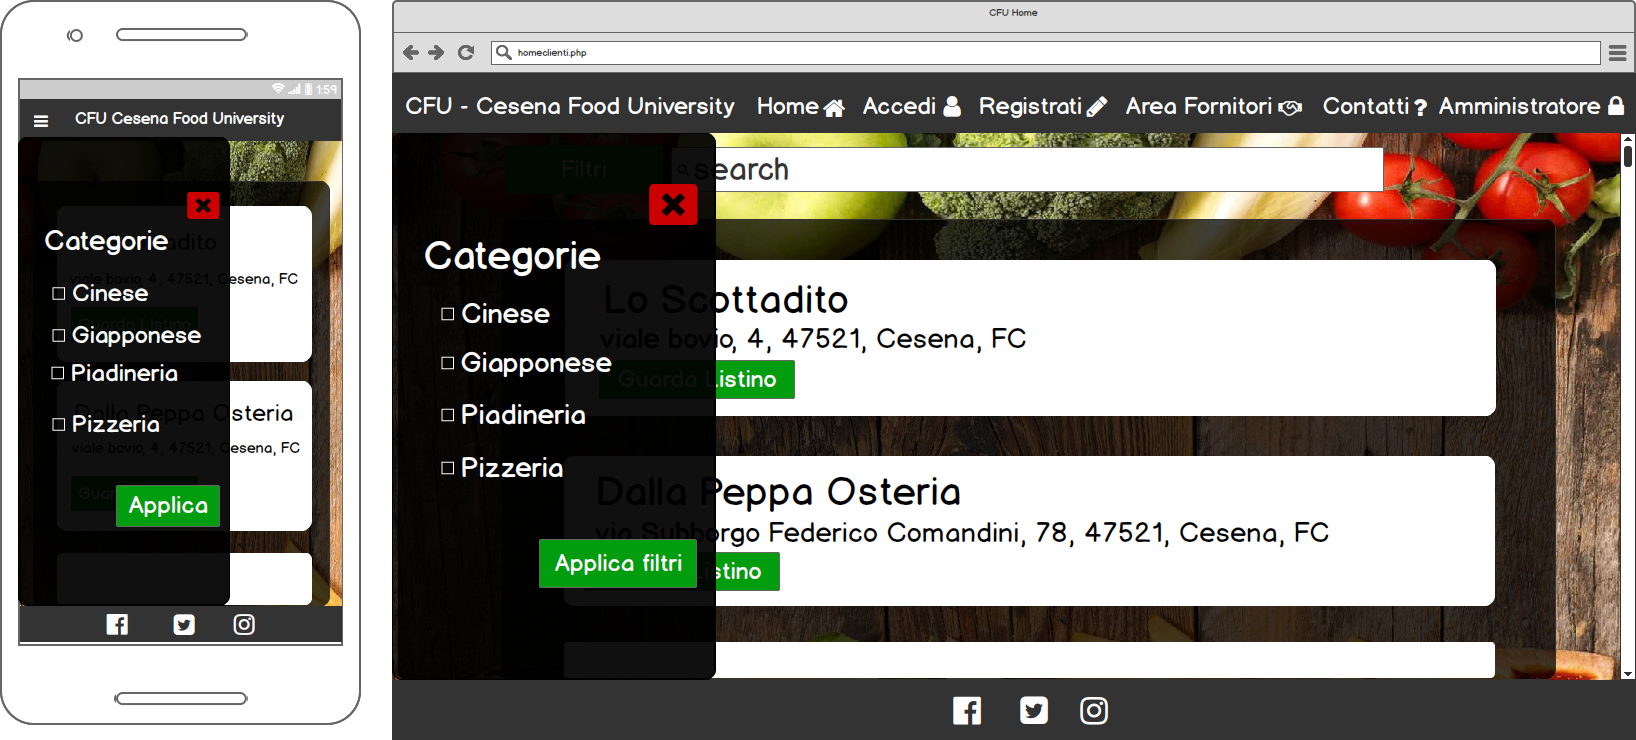 1:59
CFU Cesena Food University
Categorie
viale bovio, 4, 47521, Cesena, FC
Cinese
Guarda Listino
Giapponese
Piadineria
Dalla Peppa Osteria
Pizzeria
viale bovio, 4, 47521, Cesena, FC
Applica
CFU Home
homeclienti.php
CFU - Cesena Food University Home Accedi Registrati Area Fornitori Contatti ? Amministratore
Filtri
search
Categorie
Lo Scottadito
Cinese
viale bovio, 4, 47521, Cesena, FC
Giapponese
Guarda Listino
Piadineria
Pizzeria
Dalla Peppa Osteria
via Subborgo Federico Comandini, 78, 47521, Cesena, FC
Applica filtri
Listino